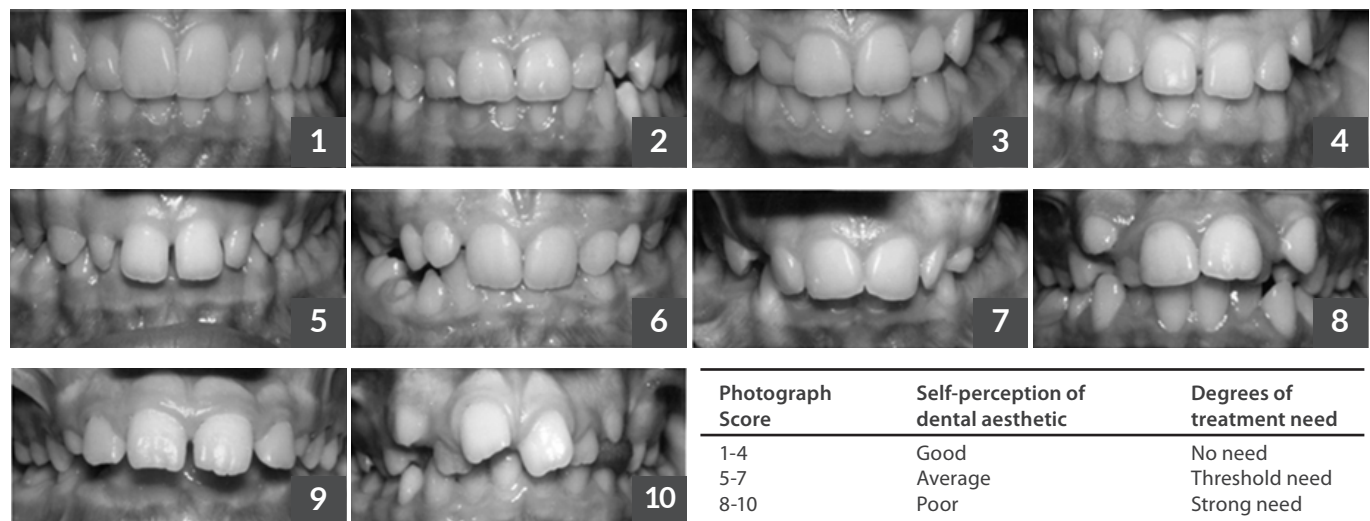 1
2
3
4
5
6
7
8
9
10
Photograph Score
Self-perception of dental aesthetic
Degrees of treatment need
1-4 Good No need
5-7 Average Threshold need
8-10 Poor Strong need